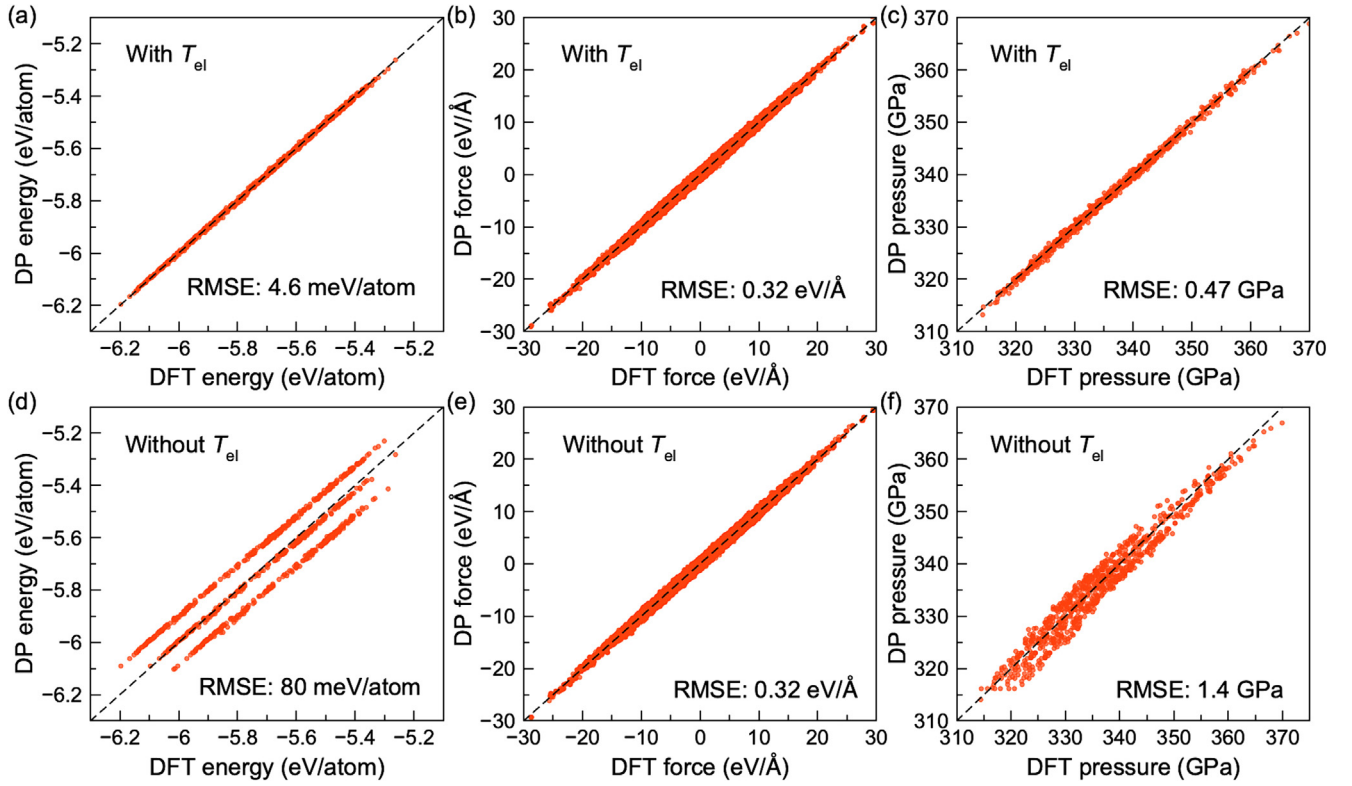 (a)
With Tel
RMSE: 4.6 meV/atom
DP energy (eV/atom)
−5.2
−5.4
−5.6
−5.8
−6
−6.2
−6.2 −6 −5.8 −5.6 −5.4 −5.2
DFT energy (eV/atom)
(b)
With Tel
RMSE: 0.32 eV/Å
DP force (eV/Å)
30
20
10
0
−10
−20
−30
−30 −20 −10 0 10 20 30
DFT force (eV/Å)
(c)
With Tel
RMSE: 0.47 GPa
DP pressure (GPa)
370
360
350
340
330
320
310
310 320 330 340 350 360 370
DFT pressure (GPa)
(d)
Without Tel
RMSE: 80 meV/atom
DP energy (eV/atom)
−5.2
−5.4
−5.6
−5.8
−6
−6.2
−6.2 −6 −5.8 −5.6 −5.4 −5.2
DFT energy (eV/atom)
(e)
Without Tel
RMSE: 0.32 eV/Å
DP force (eV/Å)
30
20
10
0
−10
−20
−30
−30 −20 −10 0 10 20 30
DFT force (eV/Å)
(f)
Without Tel
RMSE: 1.4 GPa
DP pressure (GPa)
370
360
350
340
330
320
310
310 320 330 340 350 360 370
DFT pressure (GPa)